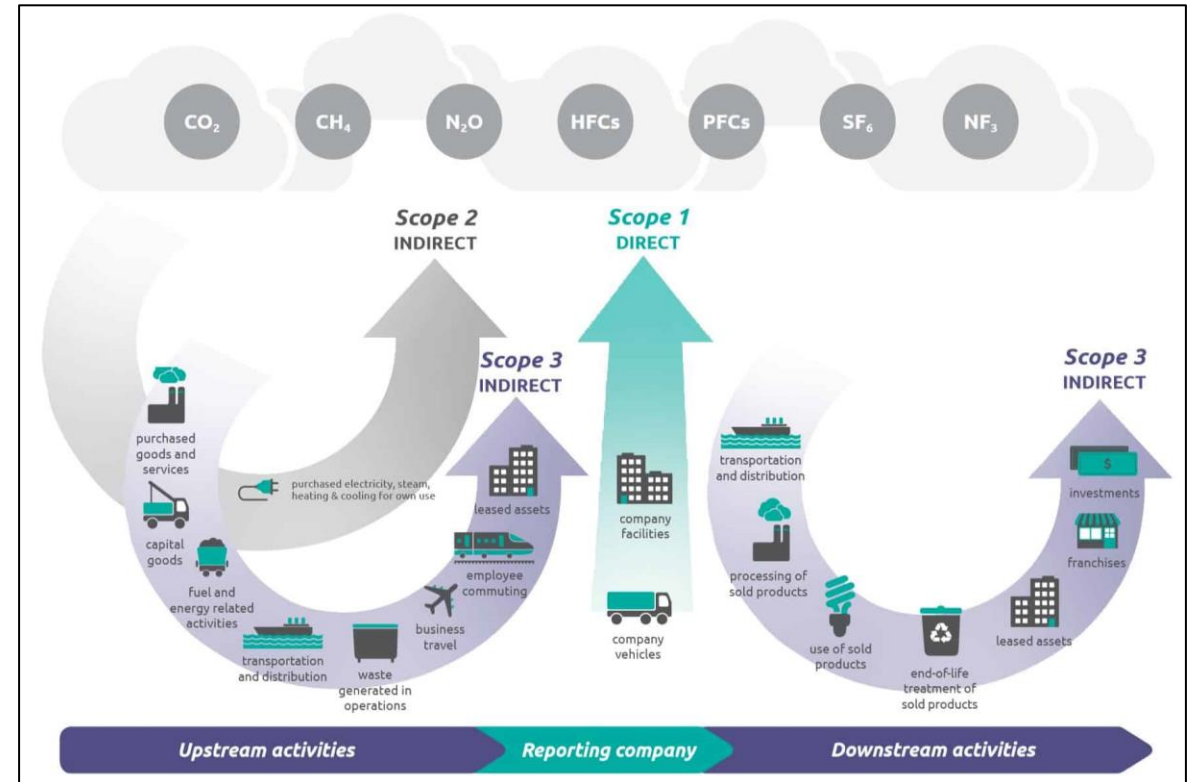 CO₂
CH₄
N₂O
HFCs
PFCs
SF₆
NF₃
Scope 2
INDIRECT
Scope 1
DIRECT
Scope 3
INDIRECT
Scope 3
INDIRECT
purchased
goods and
services
capital
goods
fuel and
energy related
activities
transportation
and distribution
waste
generated in
operations
business
travel
employee
commuting
leased assets
purchased electricity, steam,
heating & cooling for own use
company
facilities
company
vehicles
transportation
and distribution
processing of
sold products
use of sold
products
end-of-life
treatment of
sold products
leased assets
franchises
$
investments
Upstream activities
Reporting company
Downstream activities